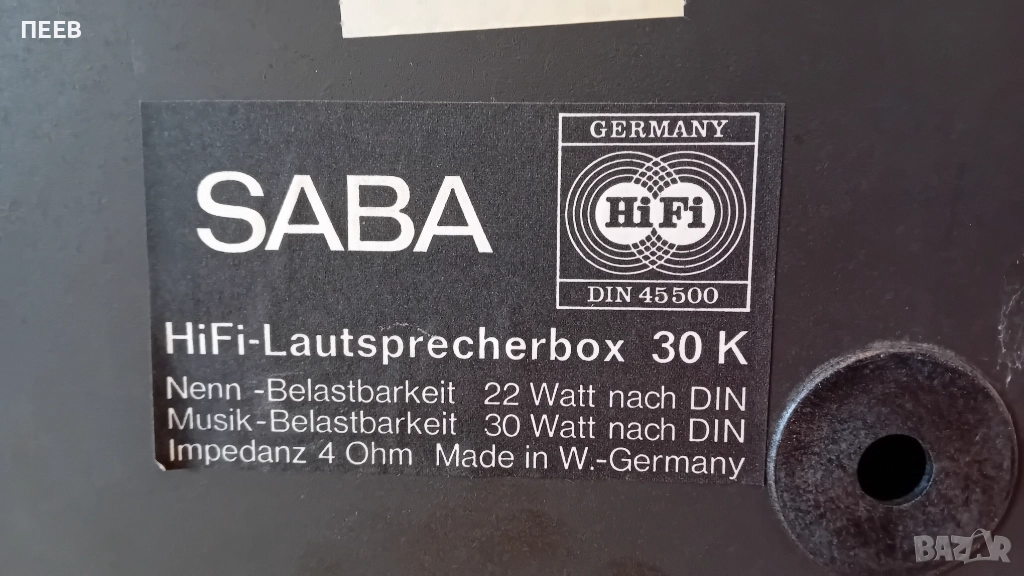 ПЕЕВ
GERMANY
SABA
HiFi
DIN 45500
HiFi-Lautsprecherbox 30 K
Nenn -Belastbarkeit 22 Watt nach DIN
Musik-Belastbarkeit 30 Watt nach DIN
Impedanz 4 Ohm Made in W.-Germany
BAZAR